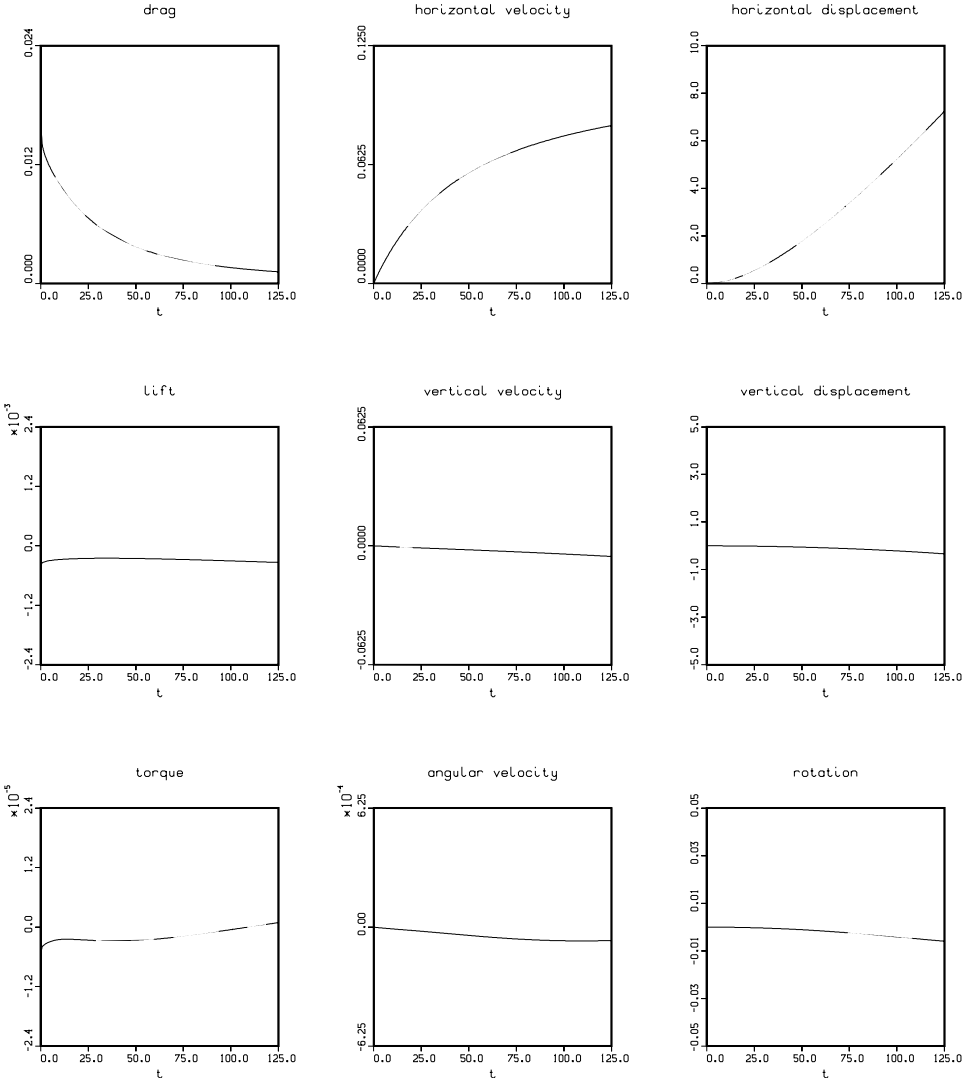 drag
0.024
0.012
0.000
0.0 25.0 50.0 75.0 100.0 125.0
t
horizontal velocity
0.1250
0.0625
0.0000
0.0 25.0 50.0 75.0 100.0 125.0
t
horizontal displacement
10.0
8.0
6.0
4.0
2.0
0.0
0.0 25.0 50.0 75.0 100.0 125.0
t
lift
×10⁻³
2.4
1.2
0.0
-1.2
-2.4
0.0 25.0 50.0 75.0 100.0 125.0
t
vertical velocity
0.0625
0.0000
-0.0625
0.0 25.0 50.0 75.0 100.0 125.0
t
vertical displacement
5.0
3.0
1.0
-1.0
-3.0
-5.0
0.0 25.0 50.0 75.0 100.0 125.0
t
torque
×10⁻⁵
2.4
1.2
0.0
-1.2
-2.4
0.0 25.0 50.0 75.0 100.0 125.0
t
angular velocity
×10⁻⁴
6.25
0.00
-6.25
0.0 25.0 50.0 75.0 100.0 125.0
t
rotation
0.05
0.03
0.01
-0.01
-0.03
-0.05
0.0 25.0 50.0 75.0 100.0 125.0
t